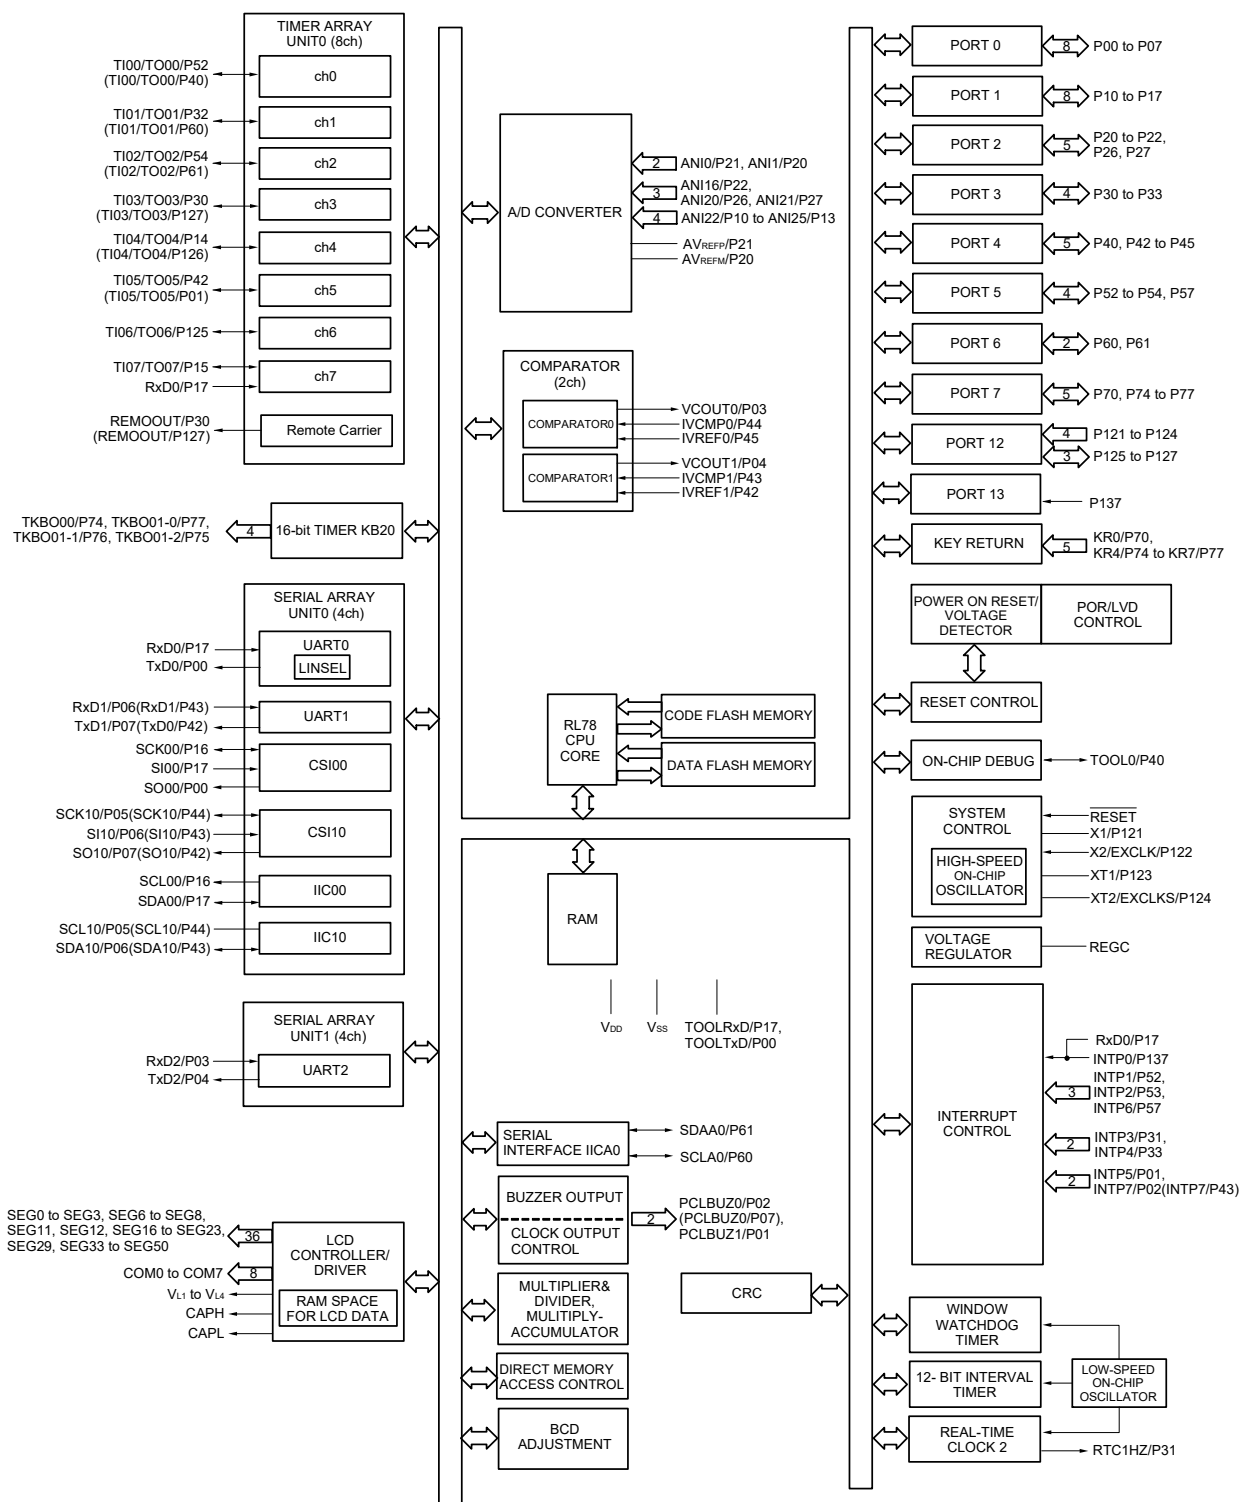 TIMER ARRAY
UNIT0 (8ch)
TI00/TO00/P52
(TI00/TO00/P40)
ch0
TI01/TO01/P32
(TI01/TO01/P60)
ch1
TI02/TO02/P54
(TI02/TO02/P61)
ch2
TI03/TO03/P30
(TI03/TO03/P127)
ch3
TI04/TO04/P14
(TI04/TO04/P126)
ch4
TI05/TO05/P42
(TI05/TO05/P01)
ch5
TI06/TO06/P125
ch6
TI07/TO07/P15
RxD0/P17
ch7
REMOOUT/P30
(REMOOUT/P127)
Remote Carrier
TKBO00/P74, TKBO01-0/P77,
TKBO01-1/P76, TKBO01-2/P75
4
16-bit TIMER KB20
SERIAL ARRAY
UNIT0 (4ch)
RxD0/P17
TxD0/P00
UART0
LINSEL
RxD1/P06(RxD1/P43)
TxD1/P07(TxD0/P42)
UART1
SCK00/P16
SI00/P17
SO00/P00
CSI00
SCK10/P05(SCK10/P44)
SI10/P06(SI10/P43)
SO10/P07(SO10/P42)
CSI10
SCL00/P16
SDA00/P17
IIC00
SCL10/P05(SCL10/P44)
SDA10/P06(SDA10/P43)
IIC10
SERIAL ARRAY
UNIT1 (4ch)
RxD2/P03
TxD2/P04
UART2
SEG0 to SEG3, SEG6 to SEG8,
SEG11, SEG12, SEG16 to SEG23,
SEG29, SEG33 to SEG50
36
COM0 to COM7
8
VL1 to VL4
CAPH
CAPL
LCD
CONTROLLER/
DRIVER
RAM SPACE
FOR LCD DATA
A/D CONVERTER
2
ANI0/P21, ANI1/P20
3
ANI16/P22,
ANI20/P26, ANI21/P27
4
ANI22/P10 to ANI25/P13
AVREFP/P21
AVREFM/P20
COMPARATOR
(2ch)
COMPARATOR0
VCOUT0/P03
IVCMP0/P44
IVREF0/P45
COMPARATOR1
VCOUT1/P04
IVCMP1/P43
IVREF1/P42
RL78
CPU
CORE
CODE FLASH MEMORY
DATA FLASH MEMORY
RAM
VDD
VSS
TOOLRxD/P17,
TOOLTxD/P00
SERIAL
INTERFACE IICA0
SDAA0/P61
SCLA0/P60
BUZZER OUTPUT
CLOCK OUTPUT
CONTROL
2
PCLBUZ0/P02
(PCLBUZ0/P07),
PCLBUZ1/P01
MULTIPLIER&
DIVIDER,
MULITIPLY-
ACCUMULATOR
CRC
DIRECT MEMORY
ACCESS CONTROL
BCD
ADJUSTMENT
PORT 0
8
P00 to P07
PORT 1
8
P10 to P17
PORT 2
5
P20 to P22,
P26, P27
PORT 3
4
P30 to P33
PORT 4
5
P40, P42 to P45
PORT 5
4
P52 to P54, P57
PORT 6
2
P60, P61
PORT 7
5
P70, P74 to P77
PORT 12
4
P121 to P124
3
P125 to P127
PORT 13
P137
KEY RETURN
5
KR0/P70,
KR4/P74 to KR7/P77
POWER ON RESET/
VOLTAGE
DETECTOR
POR/LVD
CONTROL
RESET CONTROL
ON-CHIP DEBUG
TOOL0/P40
SYSTEM
CONTROL
HIGH-SPEED
ON-CHIP
OSCILLATOR
RESET
X1/P121
X2/EXCLK/P122
XT1/P123
XT2/EXCLKS/P124
VOLTAGE
REGULATOR
REGC
INTERRUPT
CONTROL
RxD0/P17
INTP0/P137
3
INTP1/P52,
INTP2/P53,
INTP6/P57
2
INTP3/P31,
INTP4/P33
2
INTP5/P01,
INTP7/P02(INTP7/P43)
WINDOW
WATCHDOG
TIMER
12- BIT INTERVAL
TIMER
LOW-SPEED
ON-CHIP
OSCILLATOR
REAL-TIME
CLOCK 2
RTC1HZ/P31